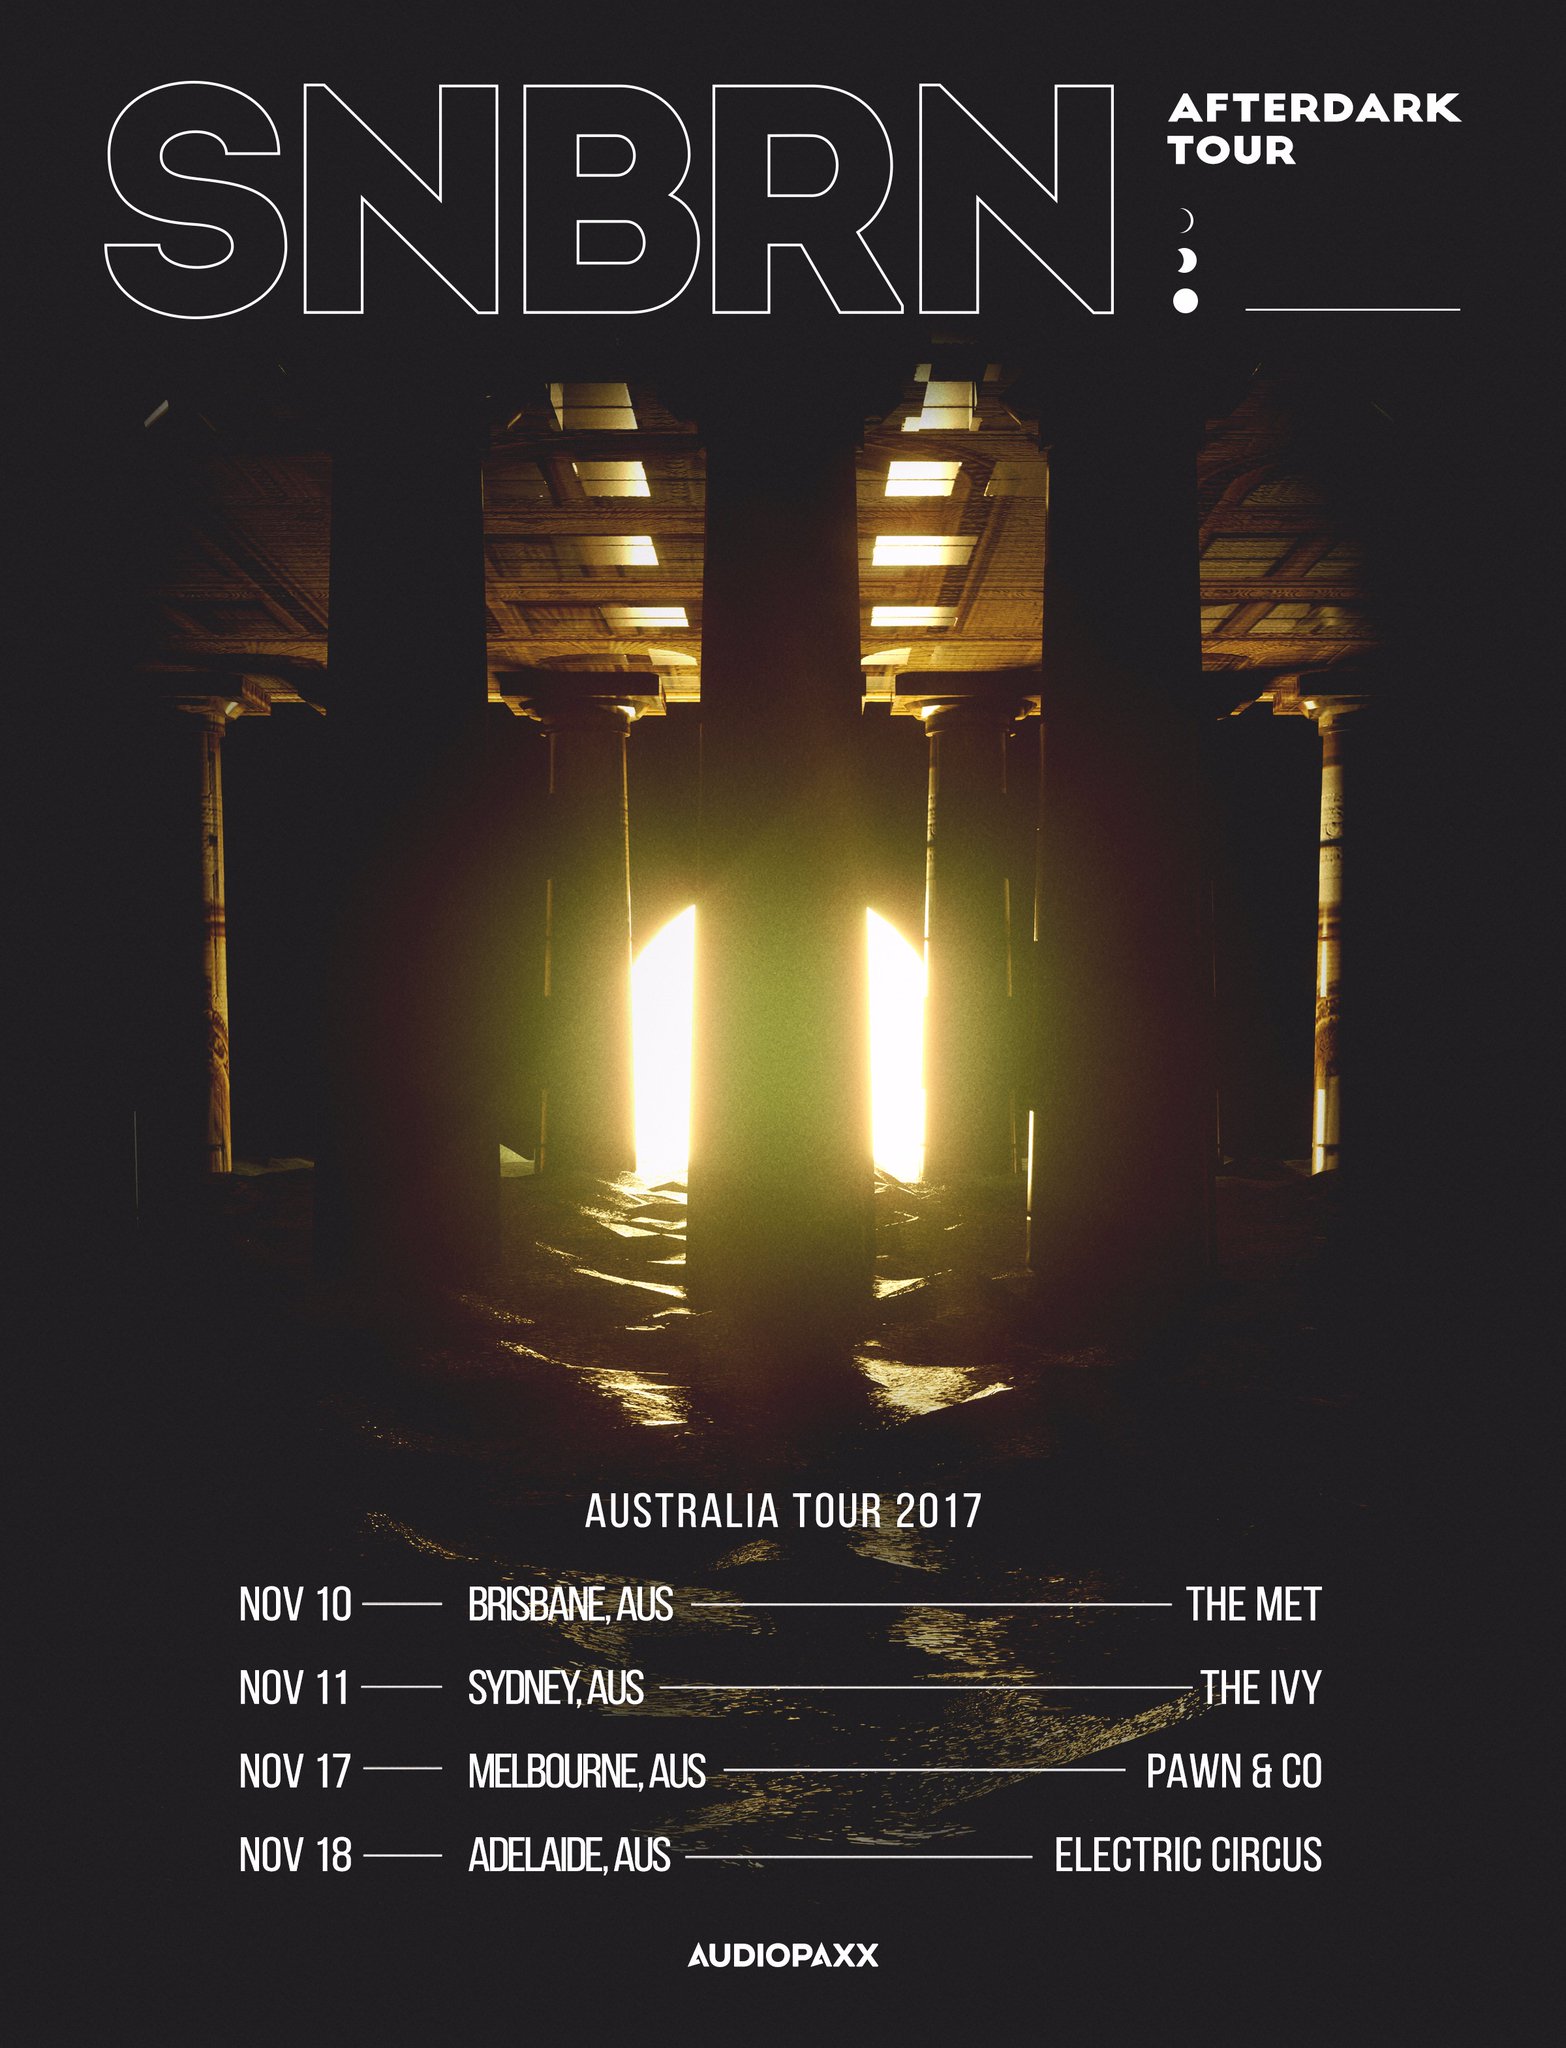 SNBRN
AFTERDARK
TOUR
AUSTRALIA TOUR 2017
NOV 10 BRISBANE, AUS THE MET
NOV 11 SYDNEY, AUS THE IVY
NOV 17 MELBOURNE, AUS PAWN & CO
NOV 18 ADELAIDE, AUS ELECTRIC CIRCUS
AUDIOPAXX